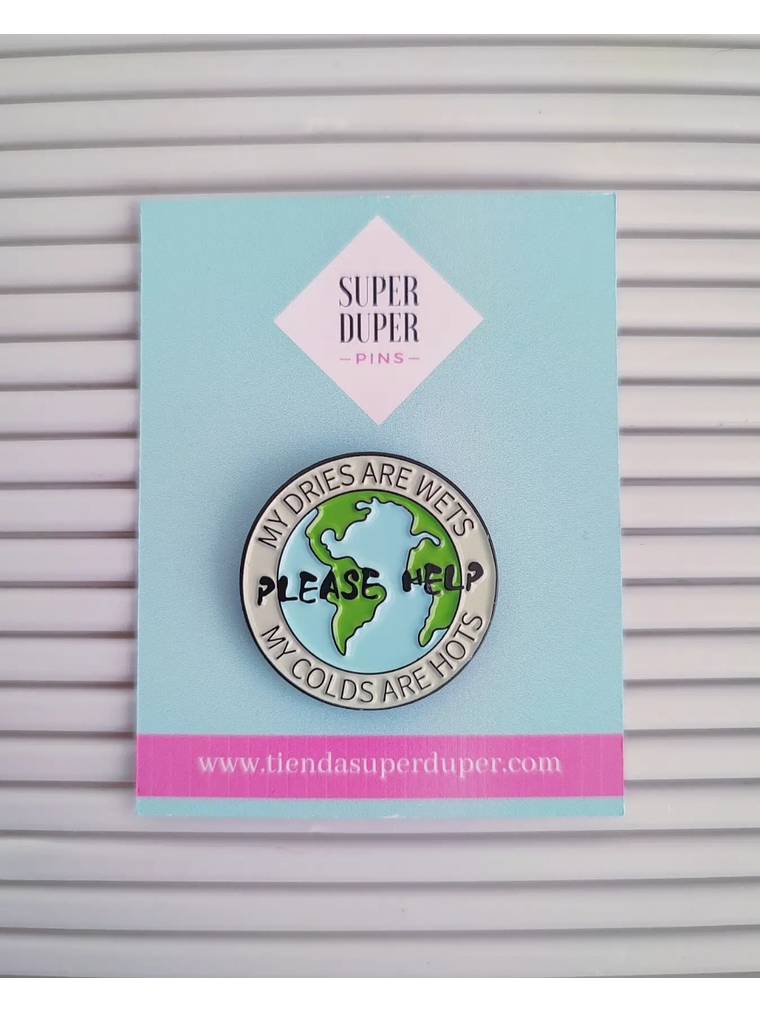 SUPER
DUPER
–PINS–
MY DRIES ARE WETS
PLEASE HELP
MY COLDS ARE HOTS
www.tiendasuperduper.com